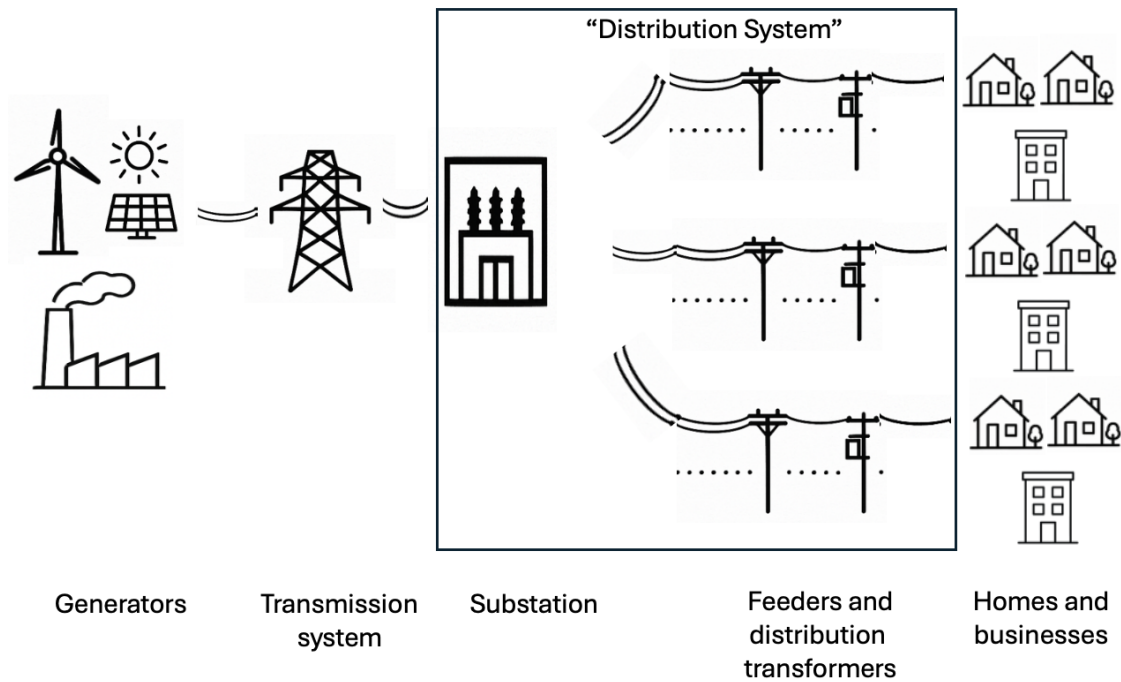 “Distribution System”
Generators
Transmission
system
Substation
Feeders and
distribution
transformers
Homes and
businesses